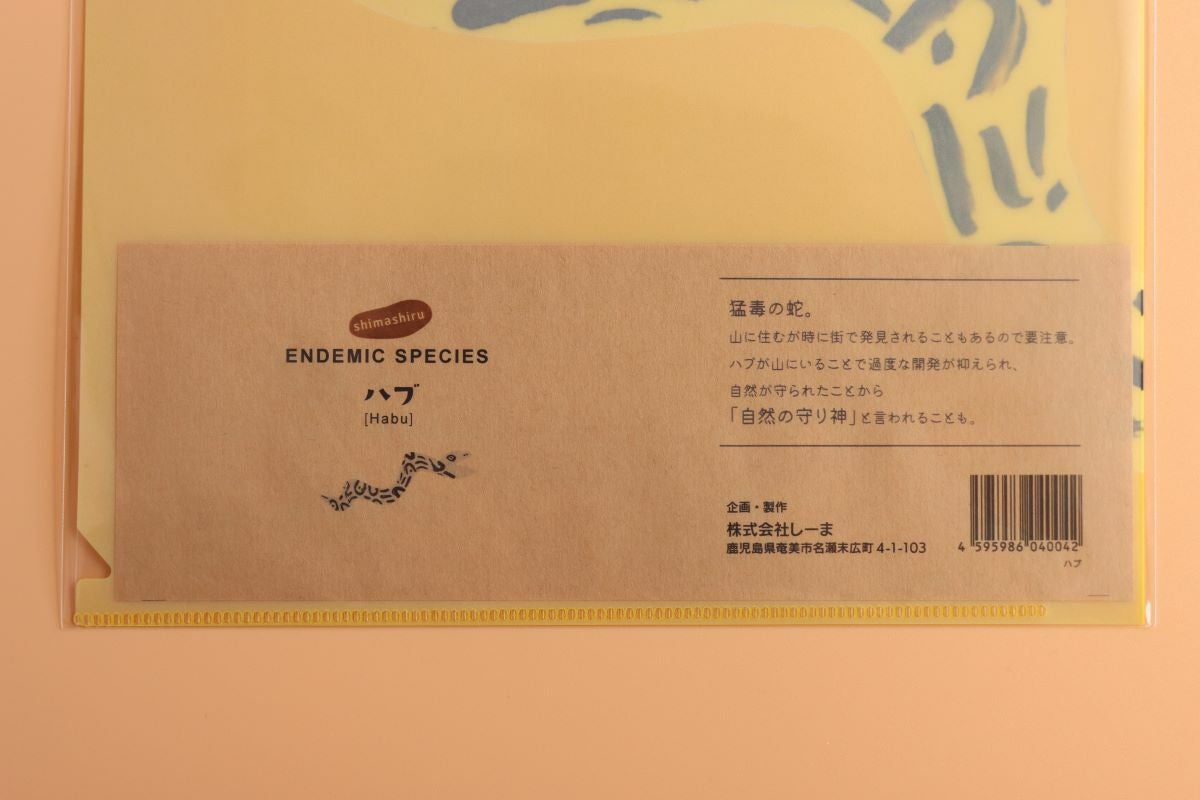 shimashiru
ENDEMIC SPECIES
ハブ
[Habu]
猛毒の蛇。
山に住むが時に街で発見されることもあるので要注意。
ハブが山にいることで過度な開発が抑えられ、
自然が守られたことから
「自然の守り神」と言われることも。
企画・製作
株式会社しーま
鹿児島県奄美市名瀬末広町4-1-103
4 595986 040042
ハブ